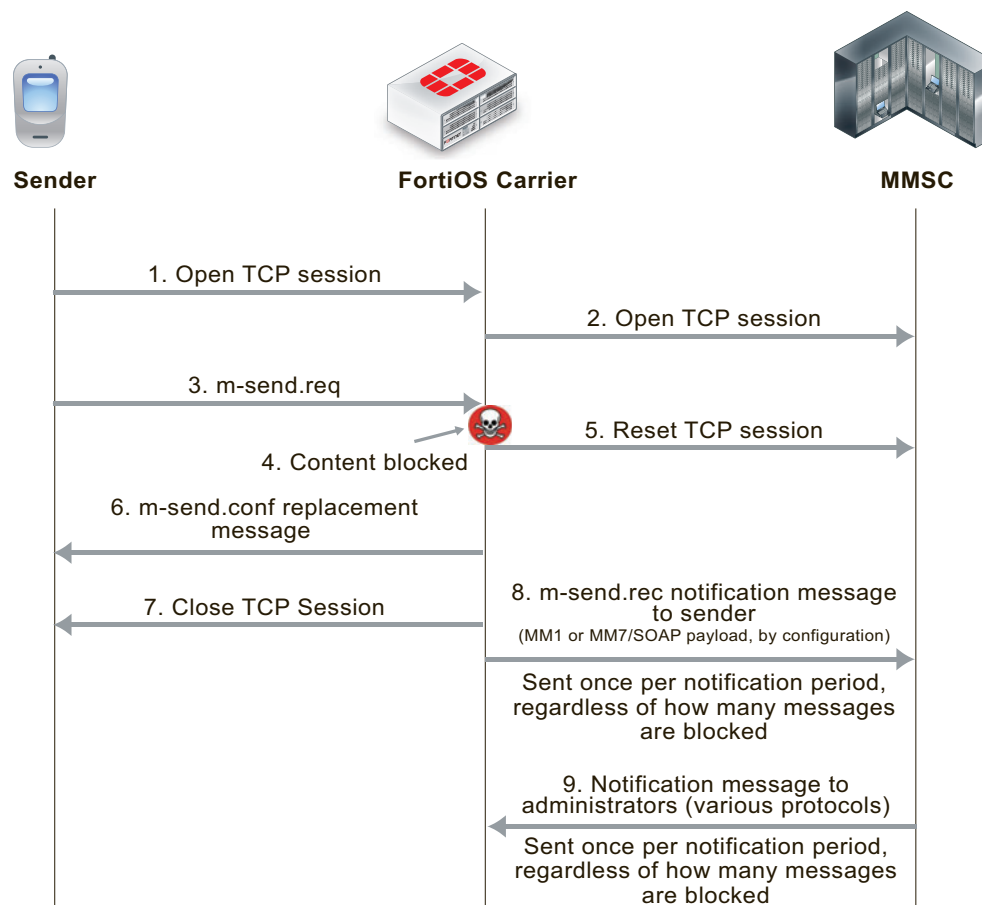 Sender
FortiOS Carrier
MMSC
1. Open TCP session
2. Open TCP session
3. m-send.req
4. Content blocked
5. Reset TCP session
6. m-send.conf replacement
message
7. Close TCP Session
8. m-send.rec notification message
to sender
(MM1 or MM7/SOAP payload, by configuration)
Sent once per notification period,
regardless of how many messages
are blocked
9. Notification message to
administrators (various protocols)
Sent once per notification period,
regardless of how many messages
are blocked